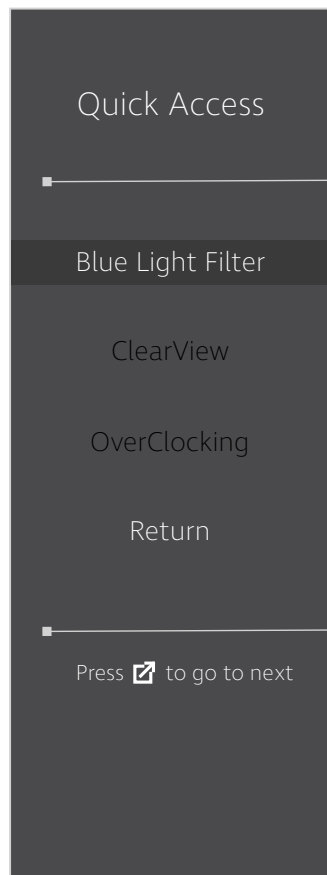 Quick Access
Blue Light Filter
ClearView
OverClocking
Return
Press to go to next